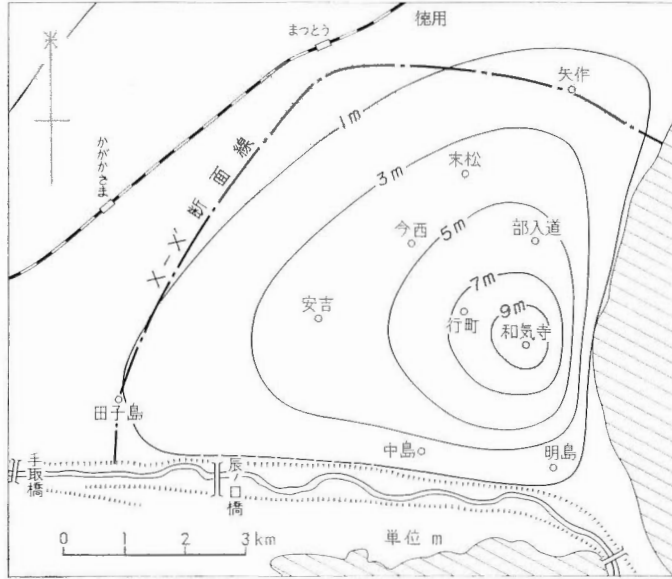 まつとう
徳用
矢作
かがかさま
1m
X-X'断面線
末松
3m
今西
5m
部入道
安吉
7m
行町
9m
和気寺
田子島
中島
明島
手取橋
辰ノ口橋
0 1 2 3km
単位 m